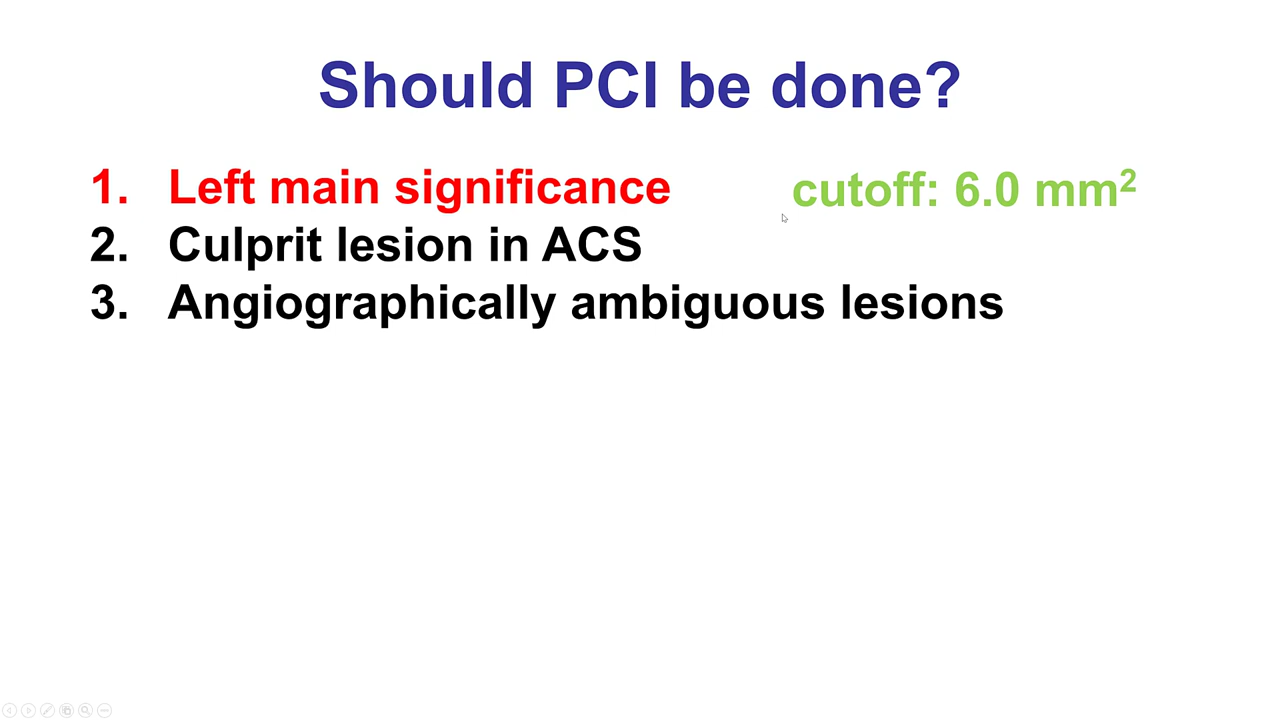 Should PCI be done?
1. Left main significance cutoff: 6.0 mm²
2. Culprit lesion in ACS
3. Angiographically ambiguous lesions